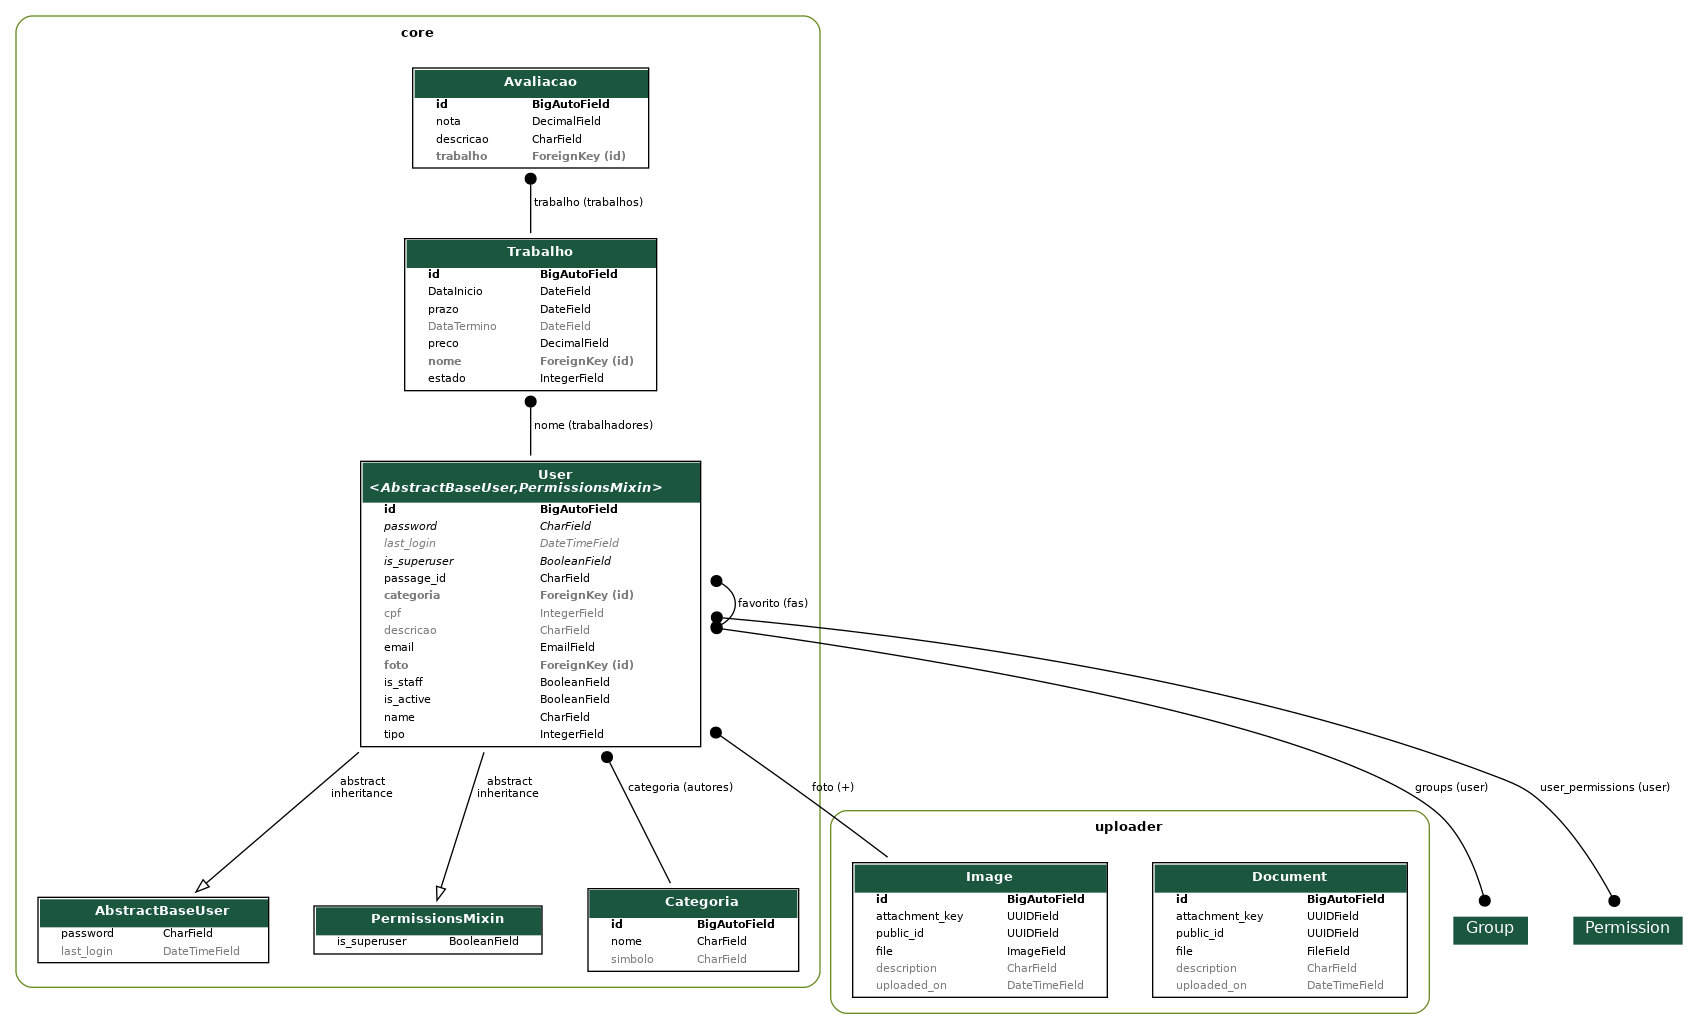 core
Avaliacao
id BigAutoField
nota DecimalField
descricao CharField
trabalho ForeignKey (id)
trabalho (trabalhos)
Trabalho
id BigAutoField
DataInicio DateField
prazo DateField
DataTermino DateField
preco DecimalField
nome ForeignKey (id)
estado IntegerField
nome (trabalhadores)
User
<AbstractBaseUser,PermissionsMixin>
id BigAutoField
password CharField
last_login DateTimeField
is_superuser BooleanField
passage_id CharField
categoria ForeignKey (id)
cpf IntegerField
descricao CharField
email EmailField
foto ForeignKey (id)
is_staff BooleanField
is_active BooleanField
name CharField
tipo IntegerField
favorito (fas)
abstract
inheritance
abstract
inheritance
categoria (autores)
foto (+)
groups (user)
user_permissions (user)
AbstractBaseUser
password CharField
last_login DateTimeField
PermissionsMixin
is_superuser BooleanField
Categoria
id BigAutoField
nome CharField
simbolo CharField
uploader
Image
id BigAutoField
attachment_key UUIDField
public_id UUIDField
file ImageField
description CharField
uploaded_on DateTimeField
Document
id BigAutoField
attachment_key UUIDField
public_id UUIDField
file FileField
description CharField
uploaded_on DateTimeField
Group
Permission